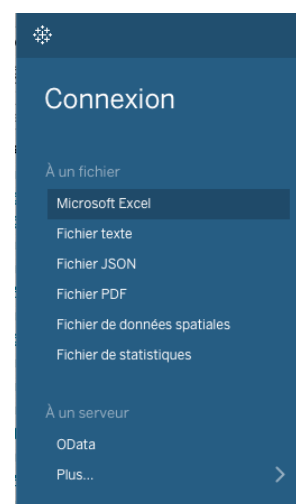 Connexion
À un fichier
Microsoft Excel
Fichier texte
Fichier JSON
Fichier PDF
Fichier de données spatiales
Fichier de statistiques
À un serveur
OData
Plus...